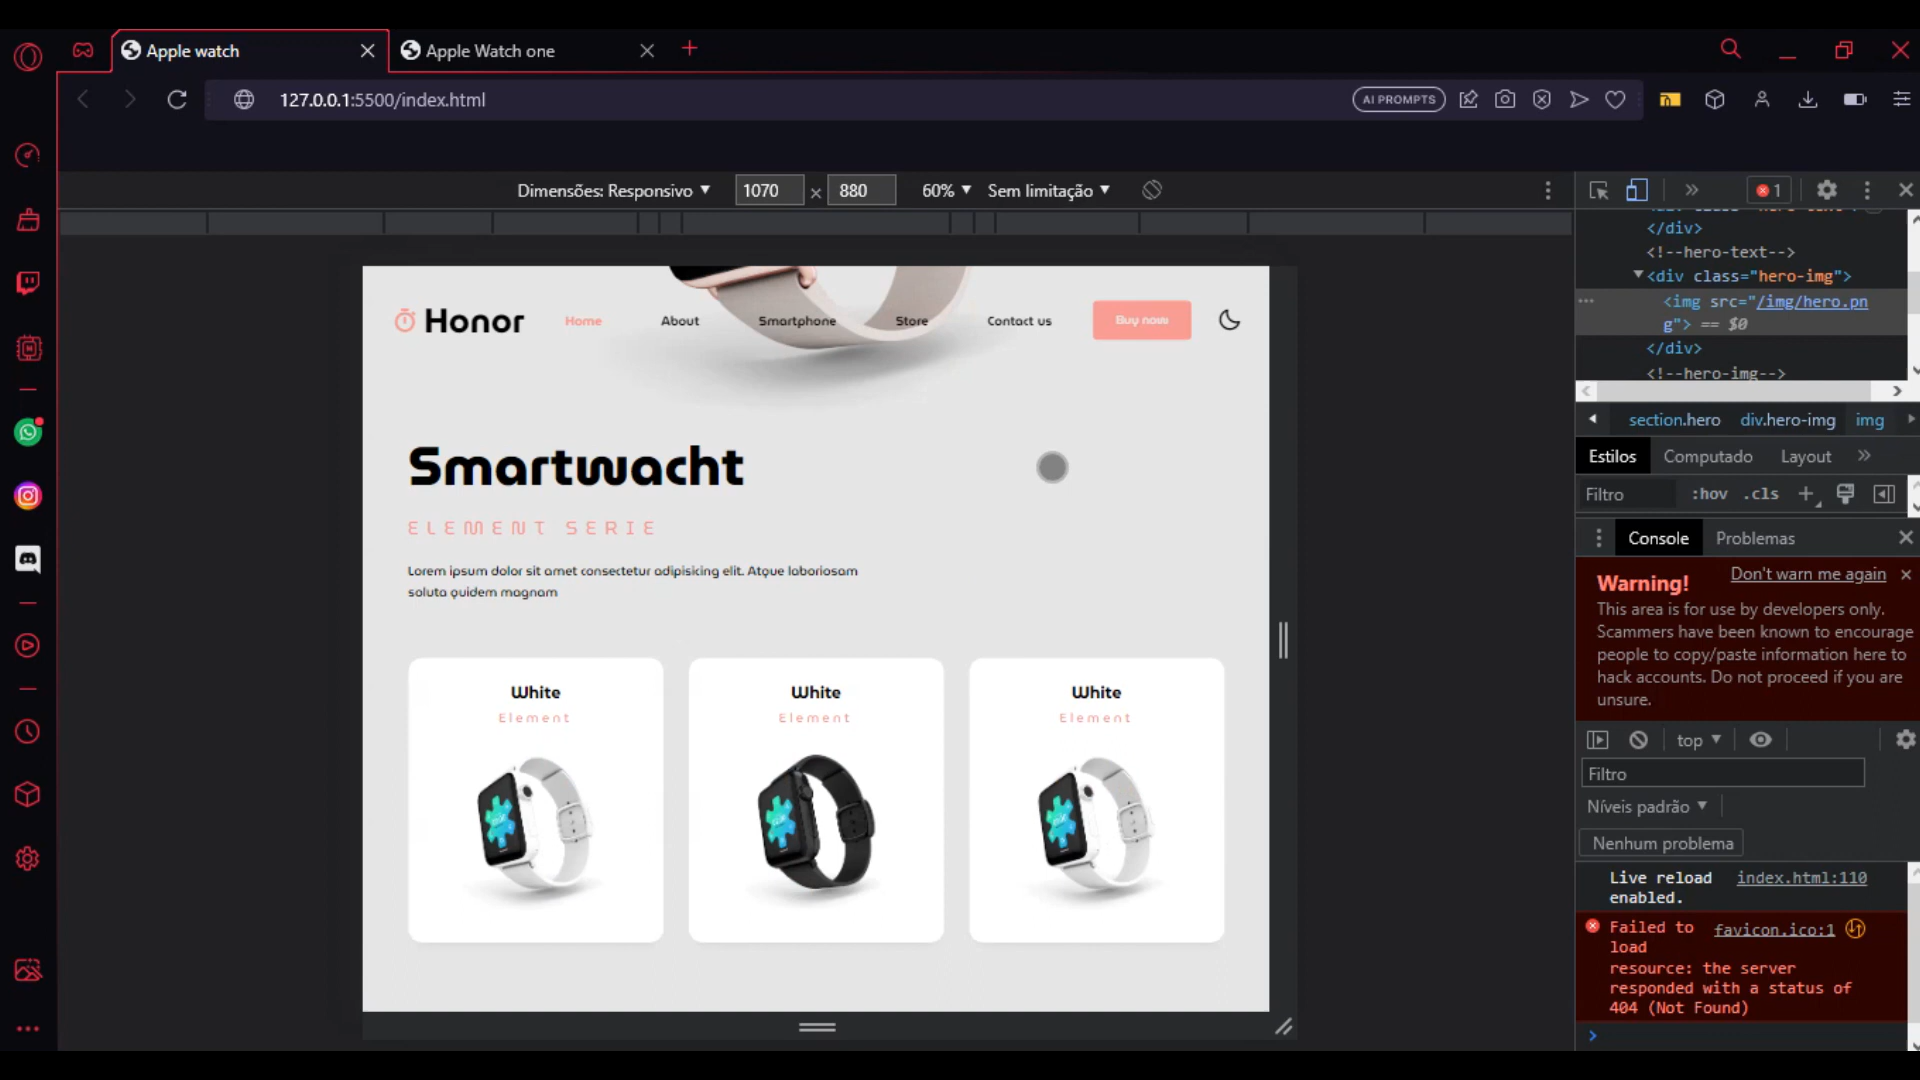 Apple watch
Apple Watch one
127.0.0.1:5500/index.html
AI PROMPTS
Dimensões: Responsivo
1070 × 880
60%
Sem limitação
1
</div>
<!--hero-text-->
<div class="hero-img">
<img src="/img/hero.pn
g"> == $0
</div>
<!--hero-img-->
section.hero div.hero-img img
Estilos Computado Layout
Filtro :hov .cls
Console Problemas
Warning! Don't warn me again
This area is for use by developers only.
Scammers have been known to encourage
people to copy/paste information here to
hack accounts. Do not proceed if you are
unsure.
top
Filtro
Níveis padrão
Nenhum problema
Live reload index.html:110
enabled.
Failed to favicon.ico:1
load
resource: the server
responded with a status of
404 (Not Found)
Honor Home About Smartphone Store Contact us Buy now
Smartwacht
ELEMENT SERIE
Lorem ipsum dolor sit amet consectetur adipisicing elit. Atque laboriosam
soluta quidem magnam
White
Element
White
Element
White
Element